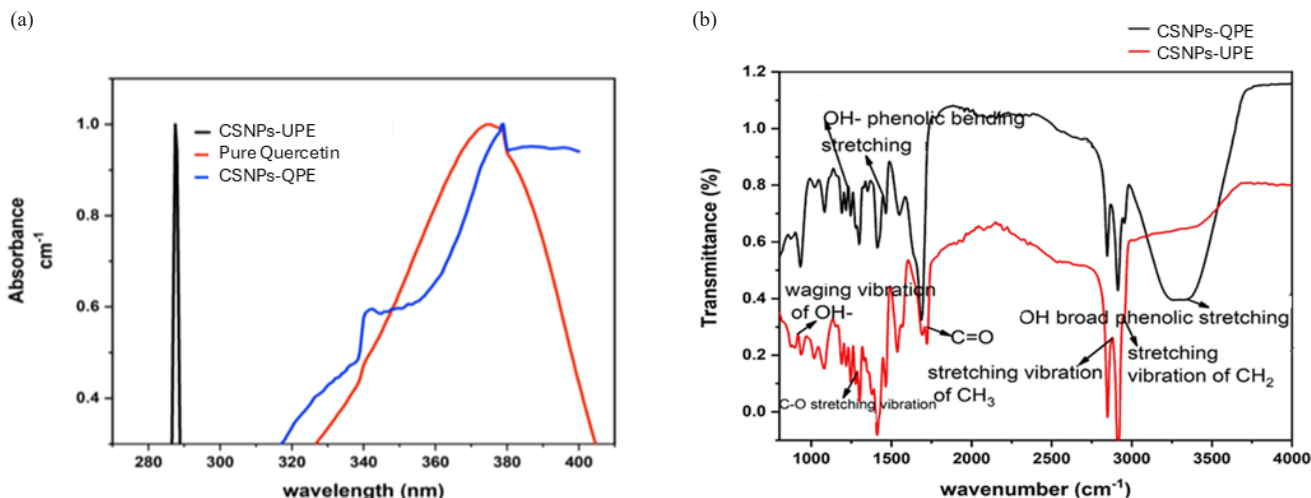 (a)
(b)
CSNPs-QPE
CSNPs-UPE
1.0
0.8
0.6
0.4
Absorbance
cm-1
CSNPs-UPE
Pure Quercetin
CSNPs-QPE
280
300
320
340
360
380
400
wavelength (nm)
1.2
1.0
0.8
0.6
0.4
0.2
0.0
Transmittance (%)
OH- phenolic bending
stretching
waging vibration
of OH-
C=O
OH broad phenolic stretching
stretching vibration
of CH3
stretching
vibration of CH2
C-O stretching vibration
1000
1500
2000
2500
3000
3500
4000
wavenumber (cm-1)